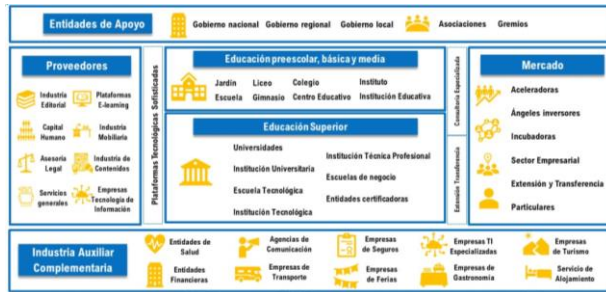 Entidades de Apoyo
Gobierno nacional Gobierno regional Gobierno local Asociaciones Gremios
Proveedores
Industria Editorial
Plataformas E-learning
Capital Humano
Industria Mobiliaria
Asesoría Legal
Industria de Contenidos
Servicios generales
Empresas Tecnología de Información
Plataformas Tecnológicas Sofisticadas
Educación preescolar, básica y media
Jardín Liceo Colegio Instituto
Escuela Gimnasio Centro Educativo Institución Educativa
Educación Superior
Universidades
Institución Universitaria
Escuela Tecnológica
Institución Tecnológica
Institución Técnica Profesional
Escuelas de negocio
Entidades certificadoras
Consultoría Especializada
Extensión Transferencia
Mercado
Aceleradoras
Ángeles inversores
Incubadoras
Sector Empresarial
Extensión y Transferencia
Particulares
Industria Auxiliar
Complementaria
Entidades de Salud
Agencias de Comunicación
Empresas de Seguros
Empresas TI Especializadas
Empresas de Turismo
Entidades Financieras
Empresas de Transporte
Empresas de Ferias
Empresas de Gastronomía
Servicio de Alojamiento